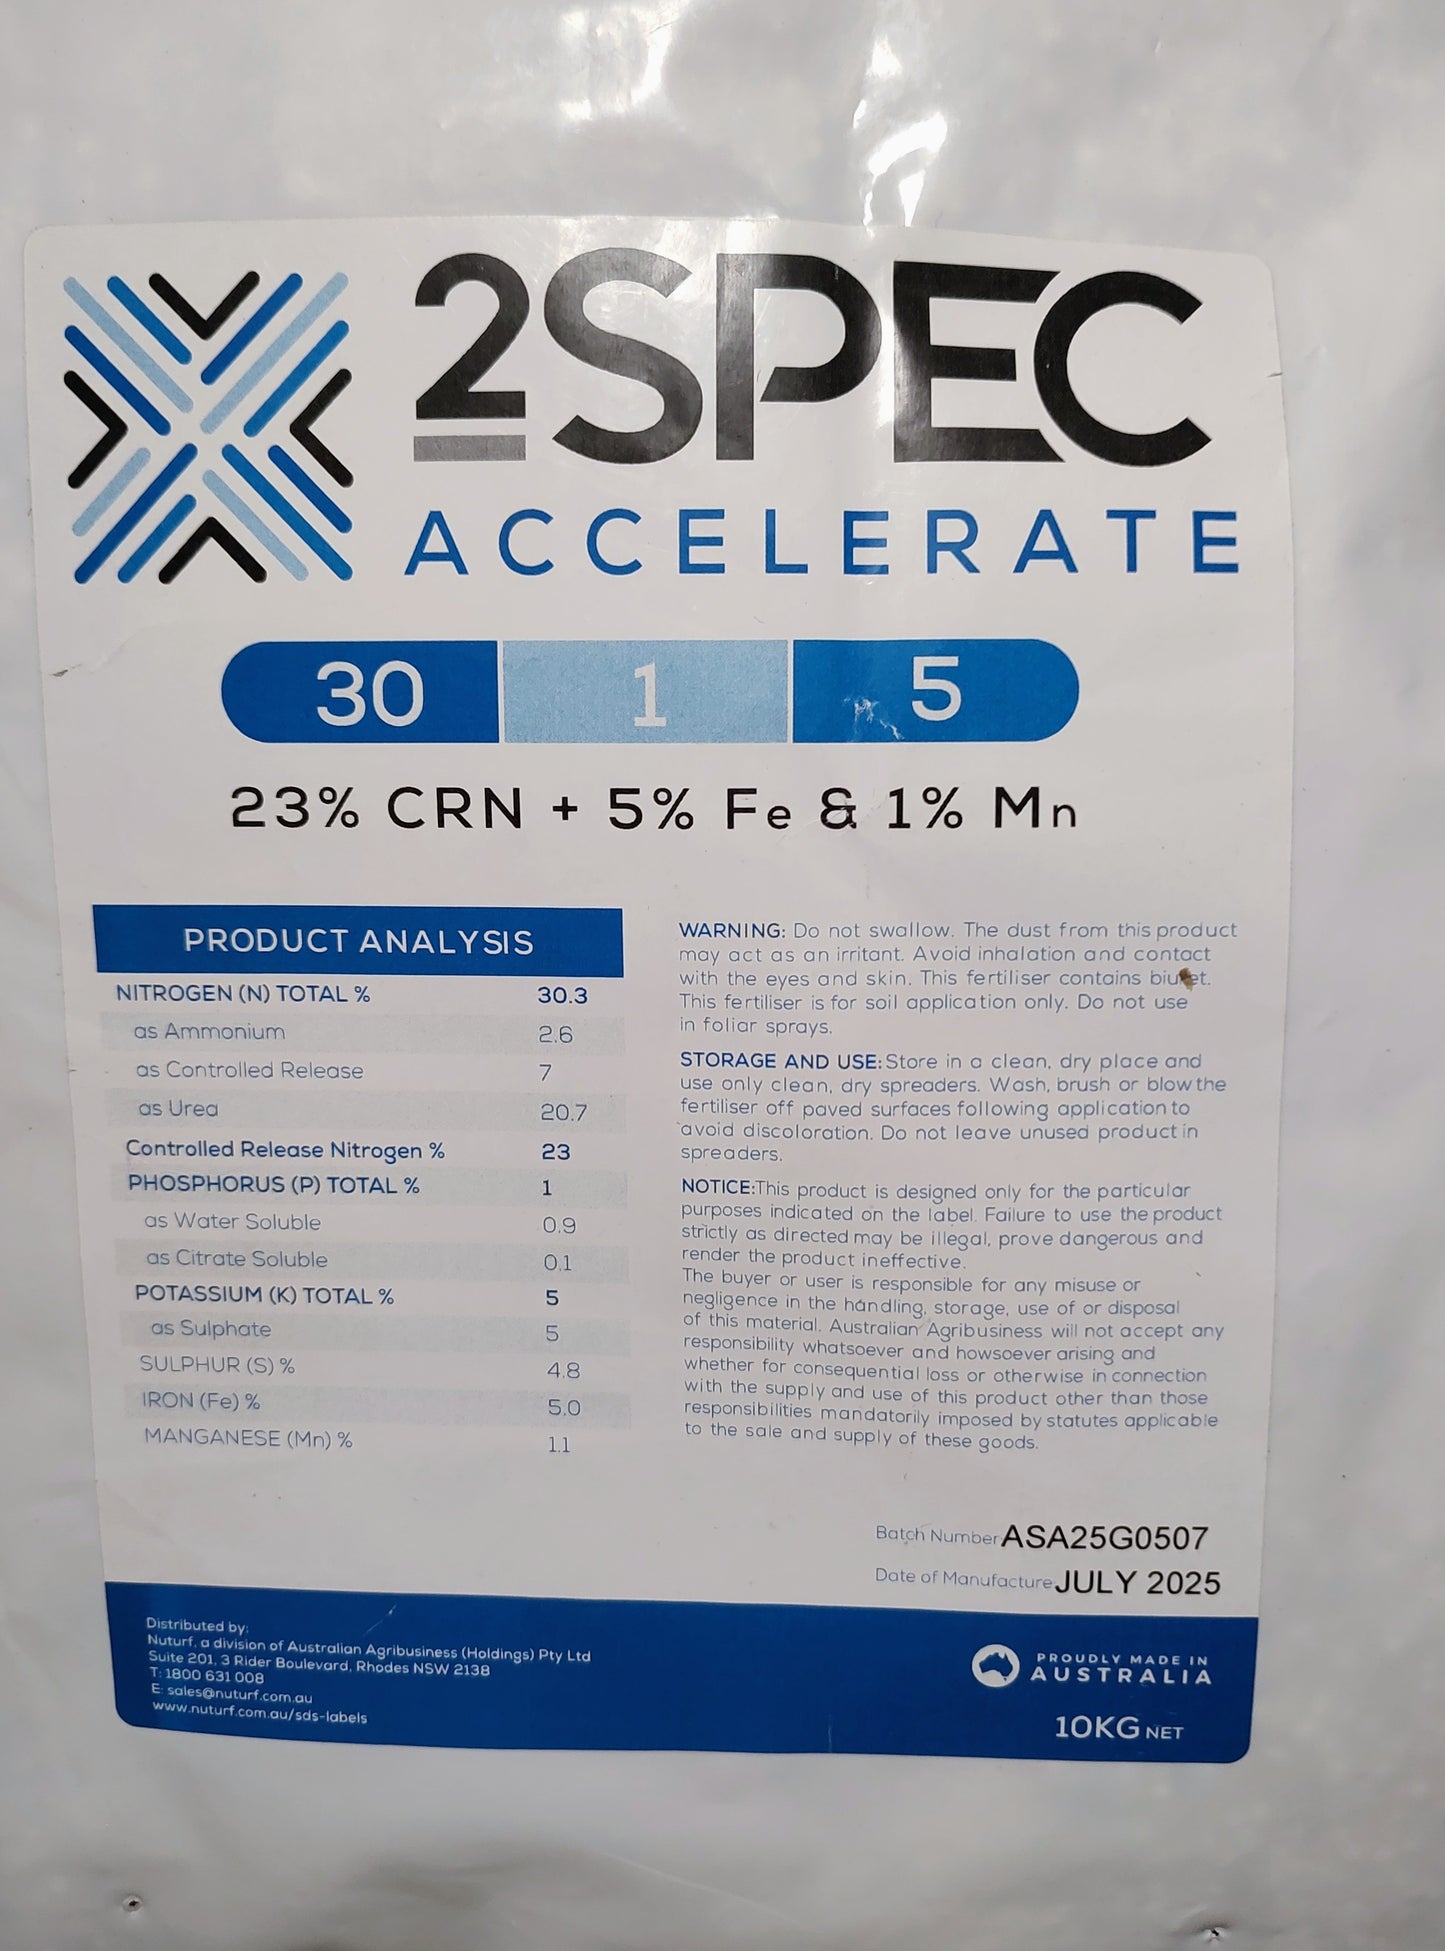 2SPEC
ACCELERATE
30 1 5
23% CRN + 5% Fe & 1% Mn
PRODUCT ANALYSIS
NITROGEN (N) TOTAL % 30.3
as Ammonium 2.6
as Controlled Release 7
as Urea 20.7
Controlled Release Nitrogen % 23
PHOSPHORUS (P) TOTAL % 1
as Water Soluble 0.9
as Citrate Soluble 0.1
POTASSIUM (K) TOTAL % 5
as Sulphate 5
SULPHUR (S) % 4.8
IRON (Fe) % 5.0
MANGANESE (Mn) % 1.1
WARNING: Do not swallow. The dust from this product
may act as an irritant. Avoid inhalation and contact
with the eyes and skin. This fertiliser contains biuret.
This fertiliser is for soil application only. Do not use
in foliar sprays.
STORAGE AND USE: Store in a clean, dry place and
use only clean, dry spreaders. Wash, brush or blow the
fertiliser off paved surfaces following application to
avoid discoloration. Do not leave unused product in
spreaders.
NOTICE: This product is designed only for the particular
purposes indicated on the label. Failure to use the product
strictly as directed may be illegal, prove dangerous and
render the product ineffective.
The buyer or user is responsible for any misuse or
negligence in the handling, storage, use of or disposal
of this material. Australian Agribusiness will not accept any
responsibility whatsoever and howsoever arising and
whether for consequential loss or otherwise in connection
with the supply and use of this product other than those
responsibilities mandatorily imposed by statutes applicable
to the sale and supply of these goods.
Batch Number ASA25G0507
Date of Manufacture JULY 2025
Distributed by:
Nuturf, a division of Australian Agribusiness (Holdings) Pty Ltd
Suite 201, 3 Rider Boulevard, Rhodes NSW 2138
T: 1800 631 008
E: sales@nuturf.com.au
www.nuturf.com.au/sds-labels
PROUDLY MADE IN
AUSTRALIA
10KG NET